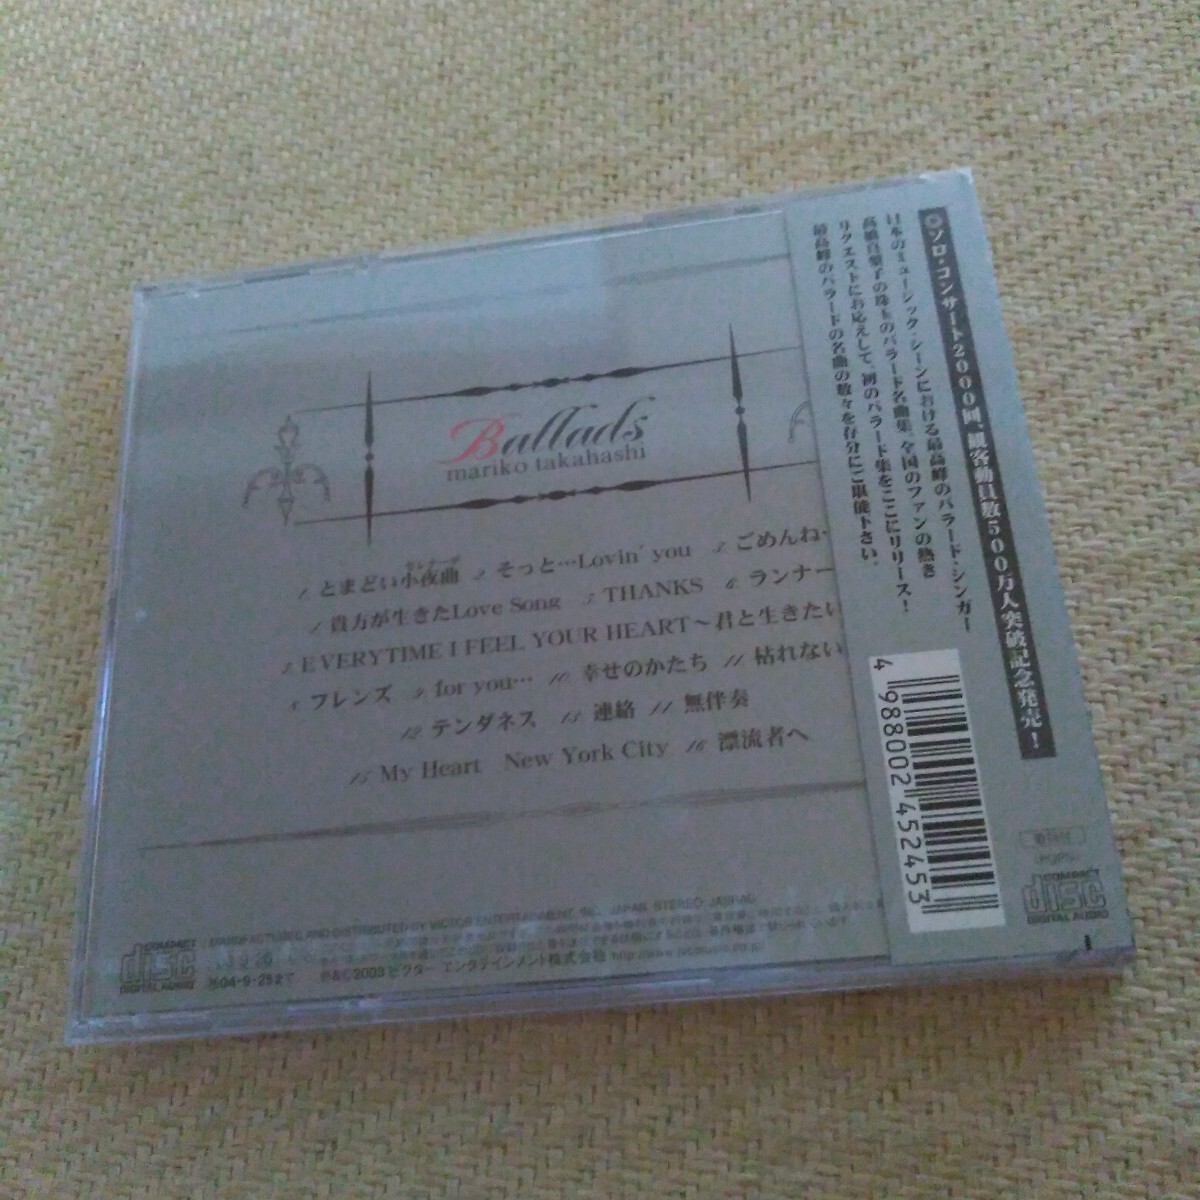 Ballads
mariko takahashi
1 とまどい小夜曲 2 そっと…Lovin' you 3 ごめんね…
4 貴方が生きたLove Song 5 THANKS 6 ランナー
7 EVERYTIME I FEEL YOUR HEART～君と生きたい
8 フレンズ 9 for you… 10 幸せのかたち 11 枯れない
12 テンダネス 13 連絡 14 無伴奏
15 My Heart New York City 16 漂流者へ
MANUFACTURED AND DISTRIBUTED BY VICTOR ENTERTAINMENT, INC. JAPAN. STEREO JASRAC
COMPACT
disc
DIGITAL AUDIO
04・9・25まで ℗&©2003 ビクター エンタテインメント株式会社
ソロ・コンサート2000回、観客動員数500万人突破記念発売！
日本のミュージック・シーンにおける最高峰のバラード・シンガー
高橋真梨子の珠玉のバラード名曲集。全国のファンの熱き
リクエストにお応えして、初のバラード集をここにリリース！
最高峰のバラードの名曲の数々を存分にご堪能下さい。
4 988002 452453
POPS
COMPACT
disc
DIGITAL AUDIO